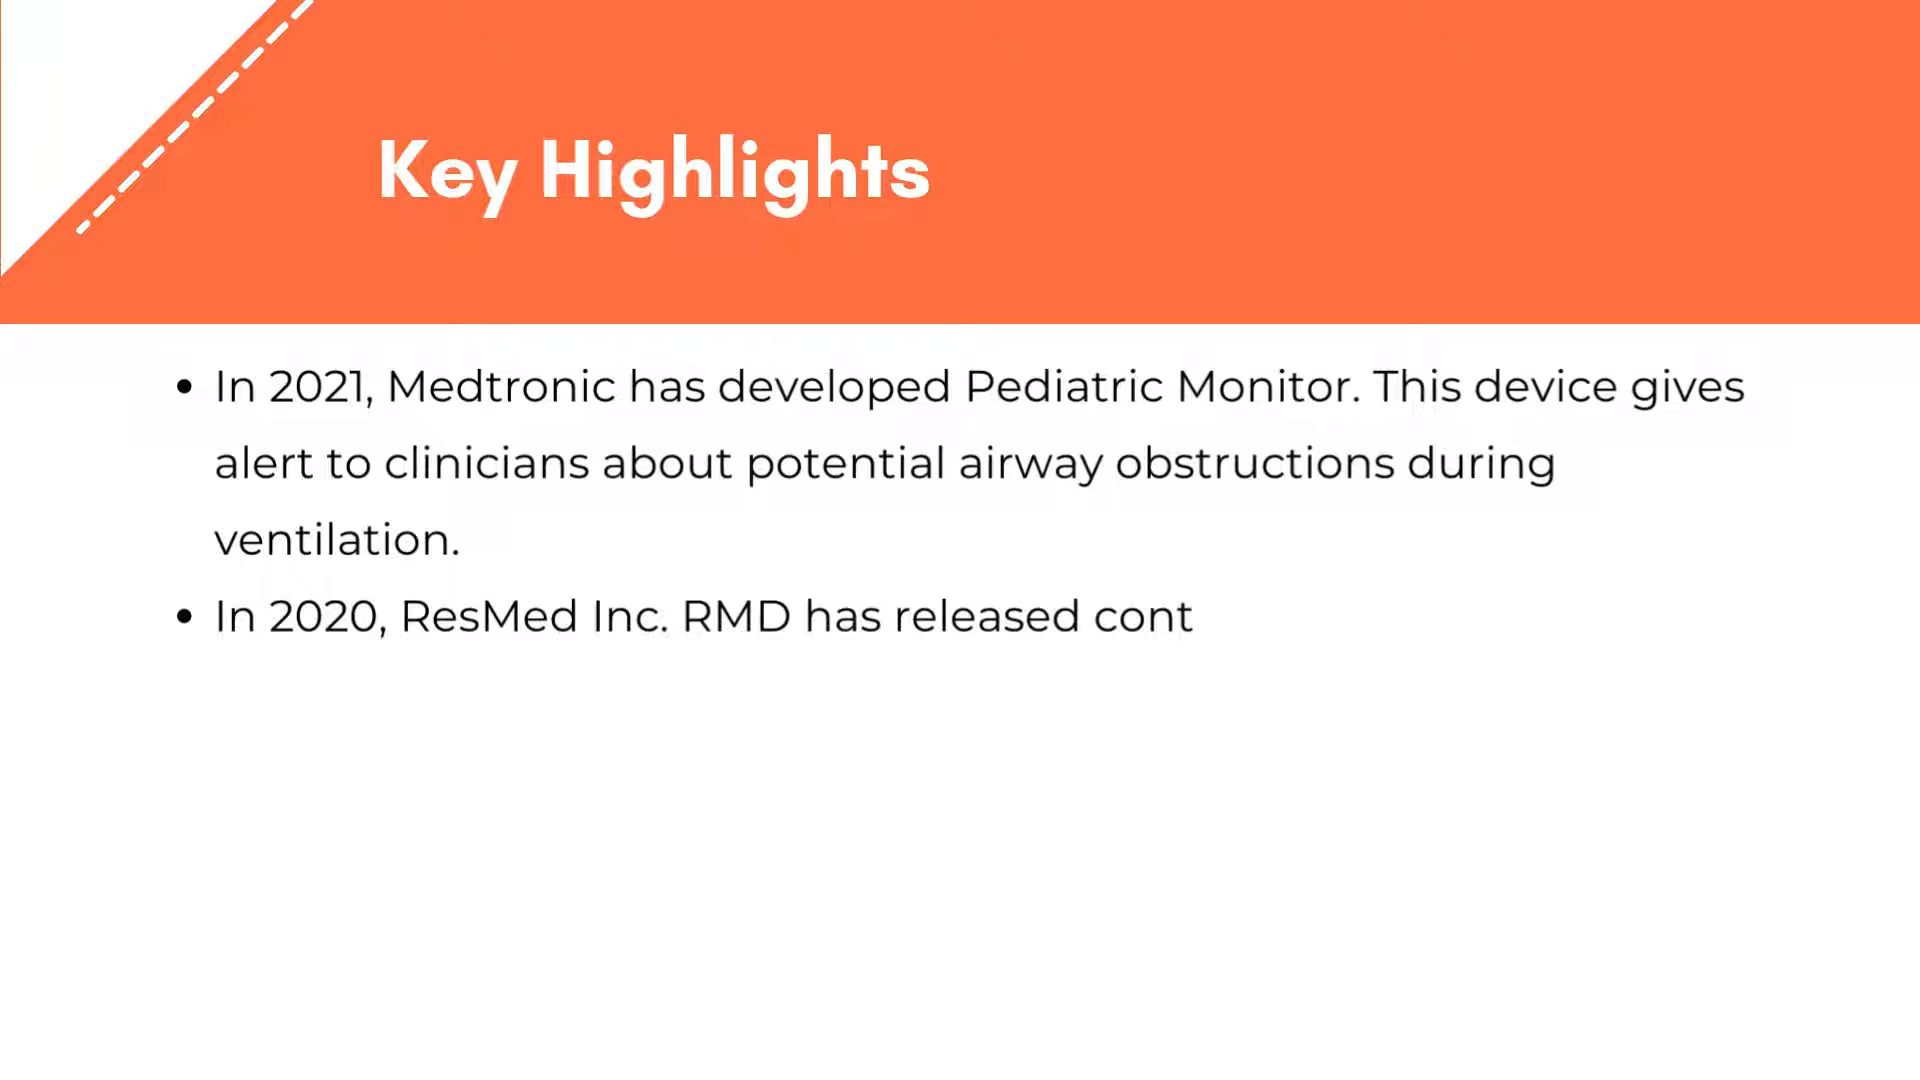 Key Highlights
• In 2021, Medtronic has developed Pediatric Monitor. This device gives
alert to clinicians about potential airway obstructions during
ventilation.
• In 2020, ResMed Inc. RMD has released cont